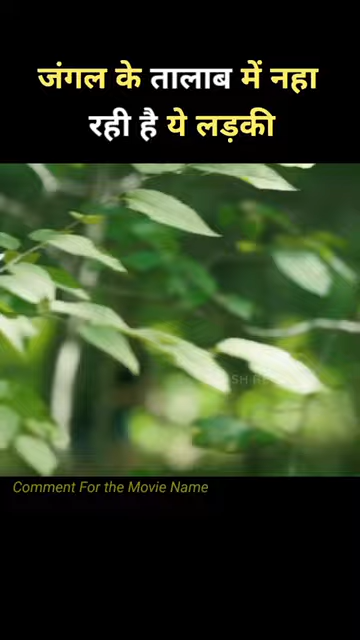 जंगल के तालाब में नहा
रही है ये लड़की
Comment For the Movie Name